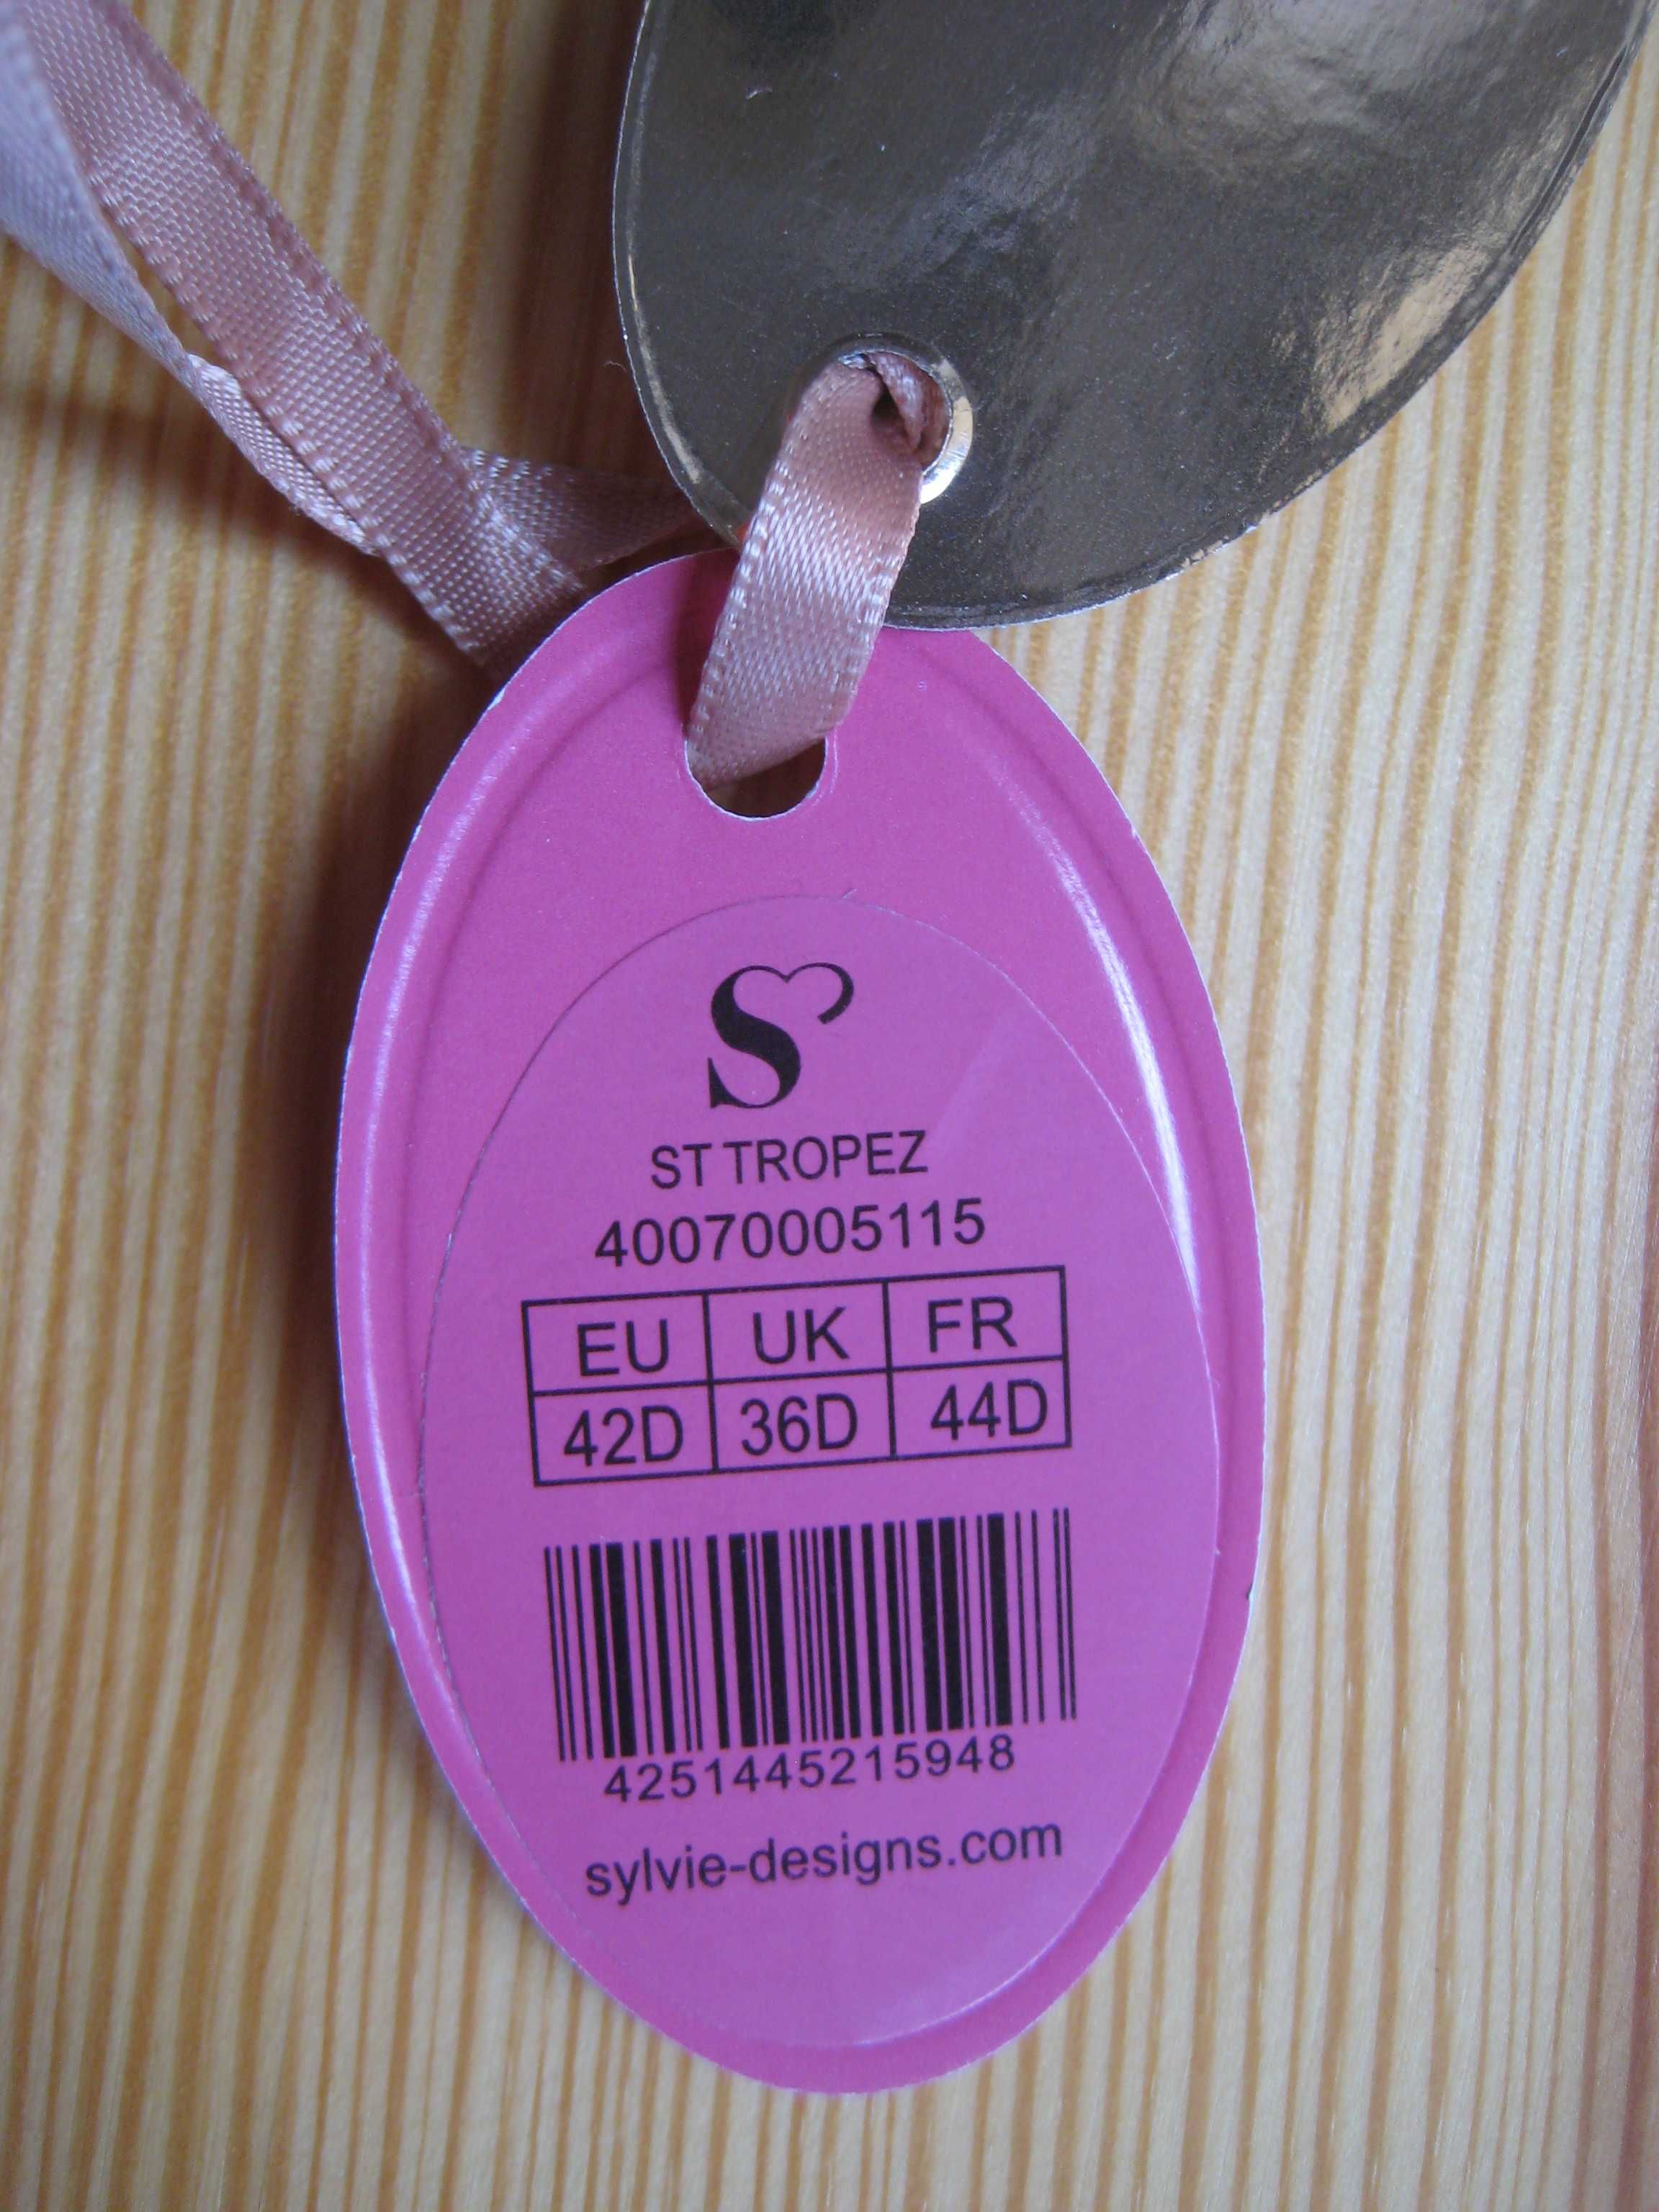 S
ST TROPEZ
40070005115
EU UK FR
42D 36D 44D
4251445215948
sylvie-designs.com